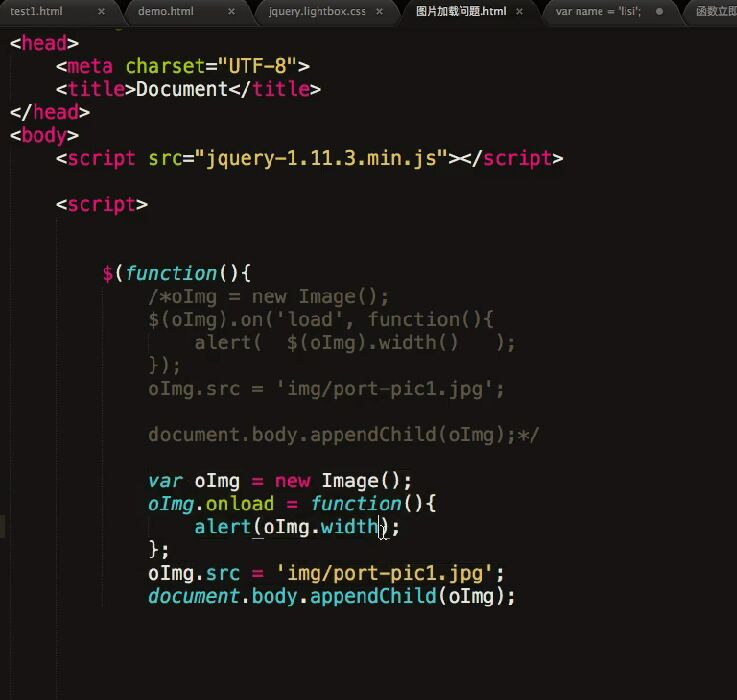 test1.html × demo.html × jquery.lightbox.css × 图片加载问题.html × var name = 'lisi'; 函数立即
<head>
<meta charset="UTF-8">
<title>Document</title>
</head>
<body>
<script src="jquery-1.11.3.min.js"></script>
<script>
$(function(){
/*oImg = new Image();
$(oImg).on('load', function(){
alert(  $(oImg).width()   );
});
oImg.src = 'img/port-pic1.jpg';
document.body.appendChild(oImg);*/
var oImg = new Image();
oImg.onload = function(){
alert(oImg.width);
};
oImg.src = 'img/port-pic1.jpg';
document.body.appendChild(oImg);